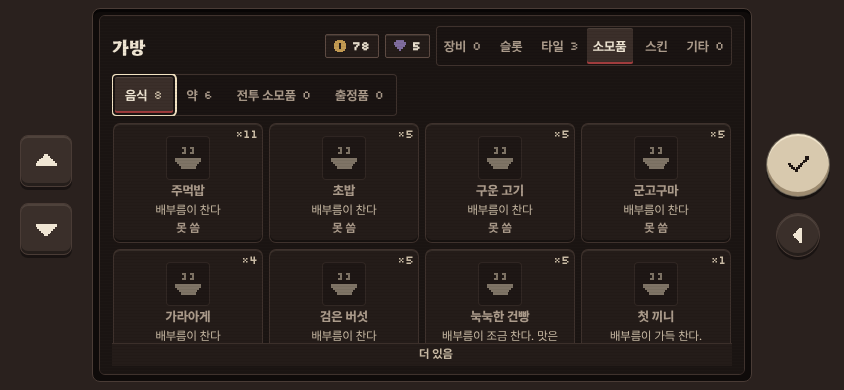 가방 78 5 장비 0 슬롯 타일 3 소모품 스킨 기타 0
음식 8 약 6 전투 소모품 0 출정품 0
×11 ×5 ×5 ×5
주먹밥 초밥 구운 고기 군고구마
배부름이 찬다 배부름이 찬다 배부름이 찬다 배부름이 찬다
못 씀 못 씀 못 씀 못 씀
×4 ×5 ×5 ×1
가라아게 검은 버섯 눅눅한 건빵 첫 끼니
배부름이 찬다 배부름이 찬다 배부름이 조금 찬다. 맛은 배부름이 가득 찬다.
더 있음